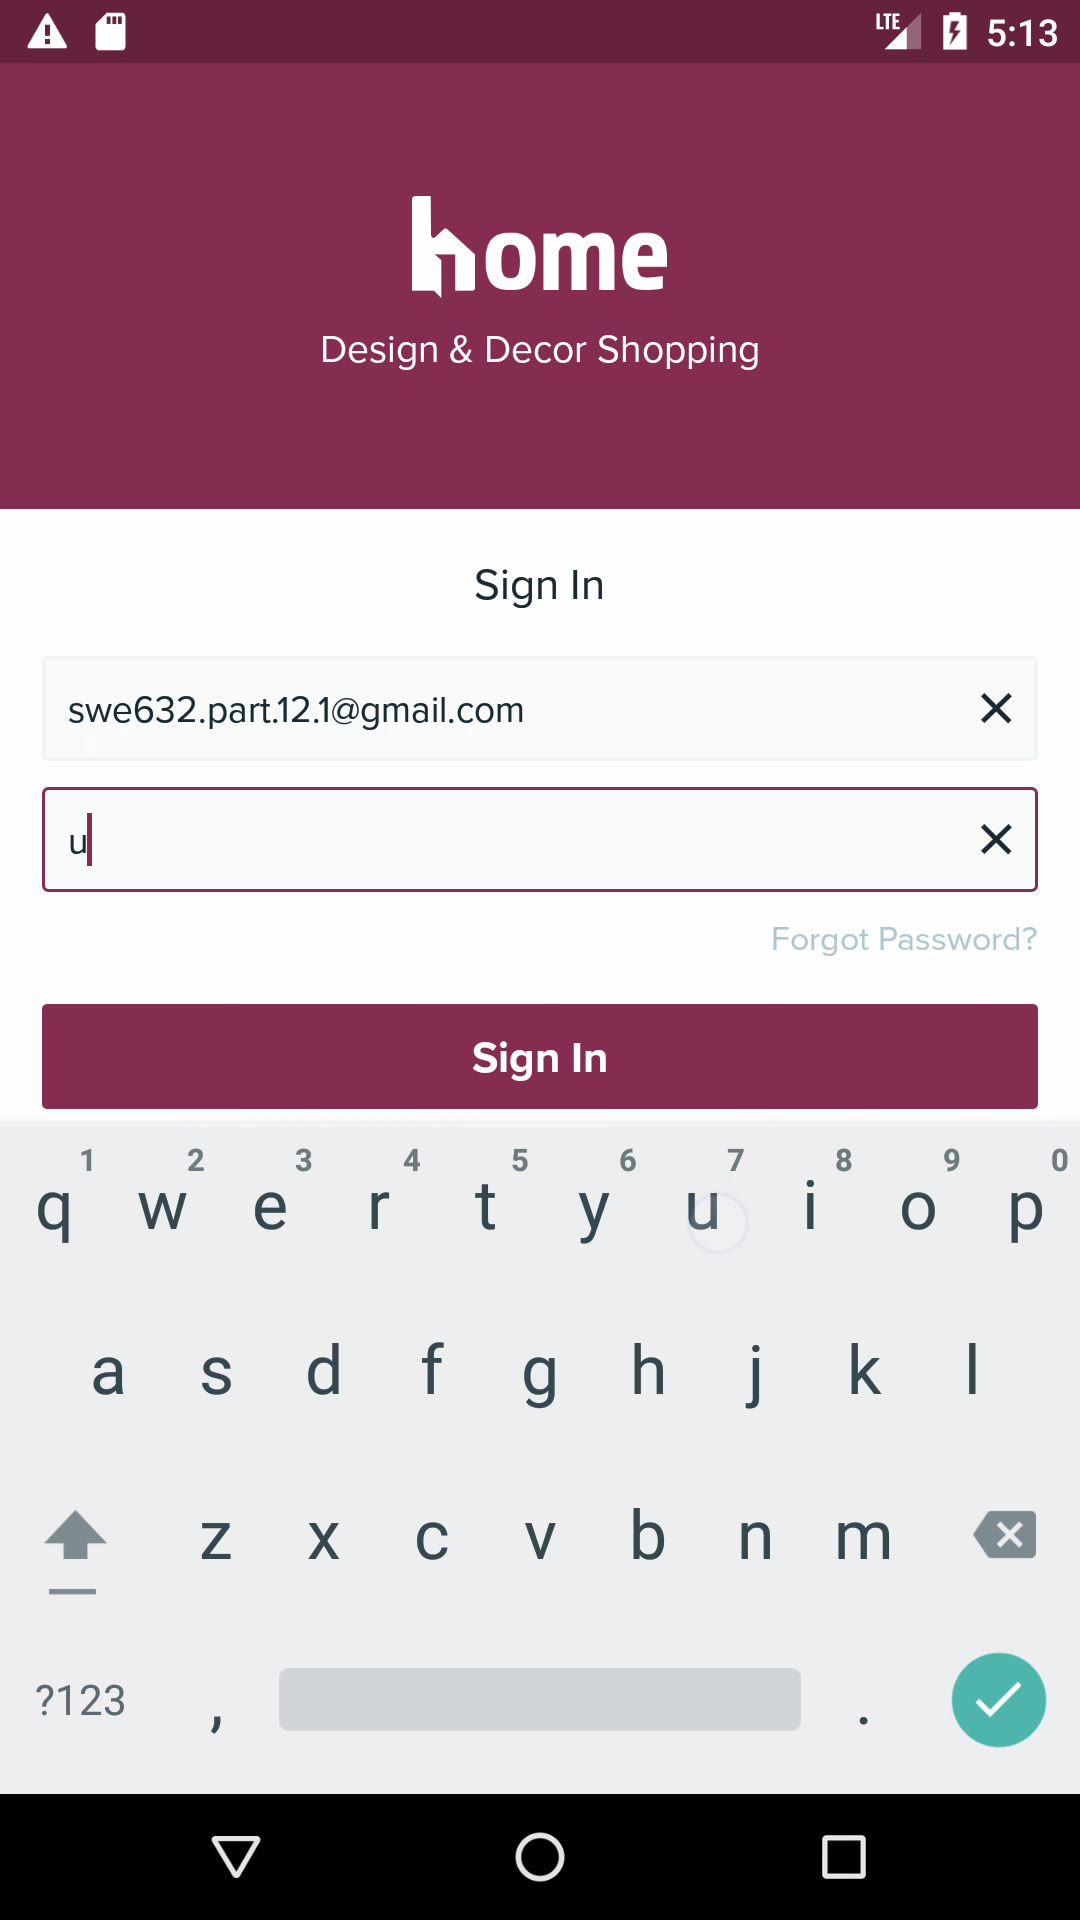 LTE 5:13
home
Design & Decor Shopping
Sign In
swe632.part.12.1@gmail.com
u
Forgot Password?
Sign In
1 2 3 4 5 6 7 8 9 0
q w e r t y u i o p
a s d f g h j k l
z x c v b n m
?123 , .